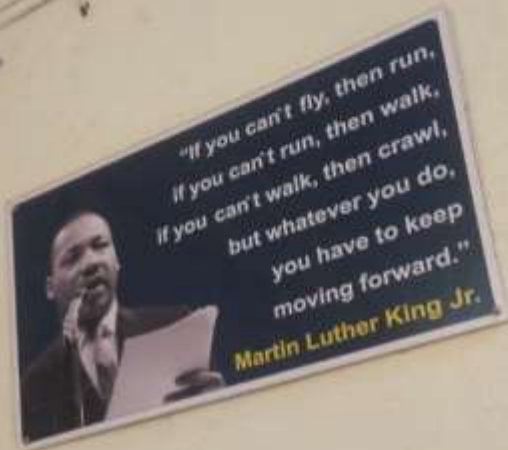 "If you can't fly, then run,
if you can't run, then walk,
if you can't walk, then crawl,
but whatever you do,
you have to keep
moving forward."
Martin Luther King Jr.